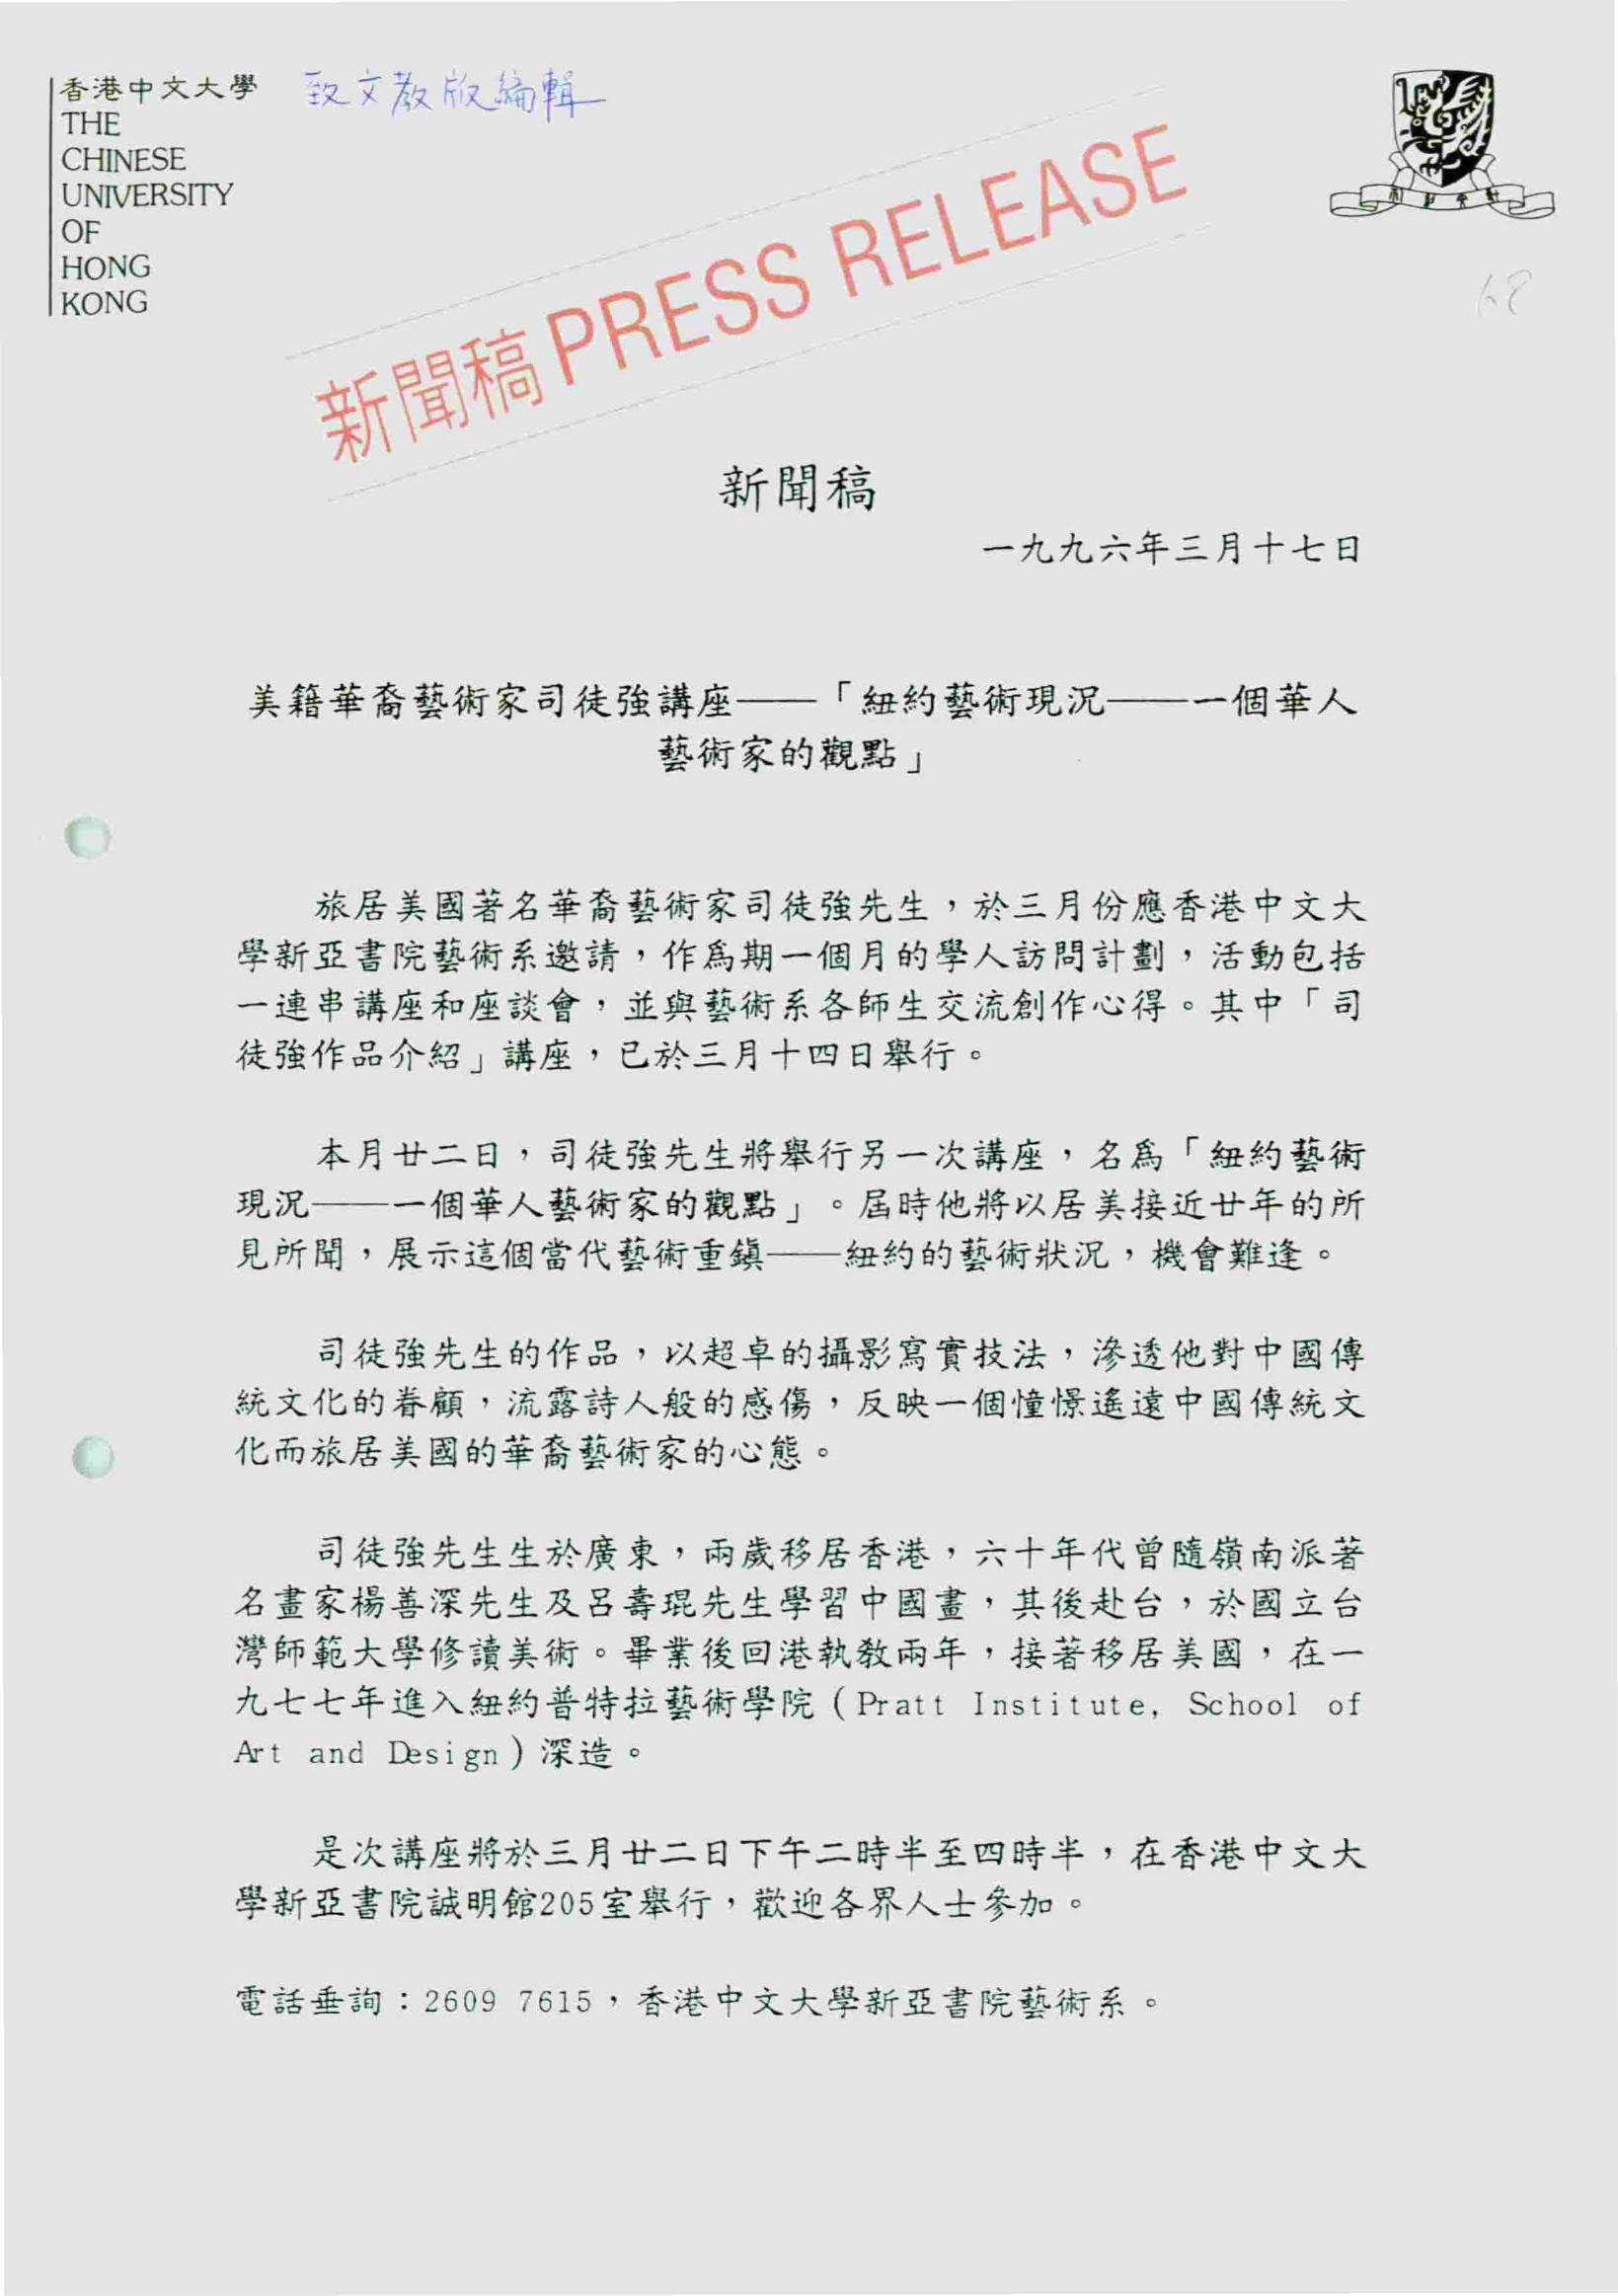 香港中文大學
THE
CHINESE
UNIVERSITY
OF
HONG
KONG
致文教版編輯
新聞稿 PRESS RELEASE
新聞稿
一九九六年三月十七日
美籍華裔藝術家司徒強講座——「紐約藝術現況——一個華人
藝術家的觀點」
旅居美國著名華裔藝術家司徒強先生，於三月份應香港中文大
學新亞書院藝術系邀請，作為期一個月的學人訪問計劃，活動包括
一連串講座和座談會，並與藝術系各師生交流創作心得。其中「司
徒強作品介紹」講座，已於三月十四日舉行。
本月廿二日，司徒強先生將舉行另一次講座，名為「紐約藝術
現況——一個華人藝術家的觀點」。屆時他將以居美接近廿年的所
見所聞，展示這個當代藝術重鎮——紐約的藝術狀況，機會難逢。
司徒強先生的作品，以超卓的攝影寫實技法，滲透他對中國傳
統文化的眷顧，流露詩人般的感傷，反映一個憧憬遙遠中國傳統文
化而旅居美國的華裔藝術家的心態。
司徒強先生生於廣東，兩歲移居香港，六十年代曾隨嶺南派著
名畫家楊善深先生及呂壽琨先生學習中國畫，其後赴台，於國立台
灣師範大學修讀美術。畢業後回港執教兩年，接著移居美國，在一
九七七年進入紐約普特拉藝術學院(Pratt Institute, School of
Art and Design)深造。
是次講座將於三月廿二日下午二時半至四時半，在香港中文大
學新亞書院誠明館205室舉行，歡迎各界人士參加。
電話垂詢：2609 7615，香港中文大學新亞書院藝術系。